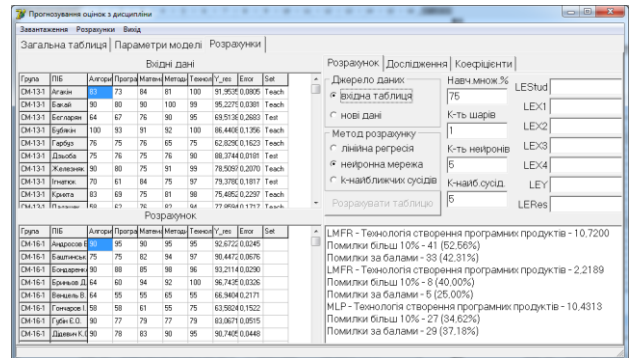 Прогнозування оцінок з дисципліни
Завантаження Розрахунки Вихід
Загальна таблиця Параметри моделі Розрахунки
Вхідні дані
Група ПІБ Алгори Програ Матем Методи Технол Y_res Error Set
СМ-13-1 Агакін 83 73 84 81 100 91,9535 0,0805 Teach
СМ-13-1 Бакай 90 80 90 100 99 95,2275 0,0381 Teach
СМ-13-1 Бегларян 64 67 76 90 95 69,5138 0,2683 Test
СМ-13-1 Бубякін 100 93 91 92 100 86,4408 0,1356 Teach
СМ-13-1 Гарбуз 76 75 76 65 75 62,8290 0,1623 Teach
СМ-13-1 Дзюба 76 75 76 76 90 88,3744 0,0181 Test
СМ-13-1 Железняк 90 80 75 91 99 78,5097 0,2070 Teach
СМ-13-1 Ігнатюк 70 61 84 75 97 79,3780 0,1817 Test
СМ-13-1 Крикта 83 69 75 81 98 75,4852 0,2297 Teach
Розрахунок
Група ПІБ Алгори Програ Матем Методи Технол Y_res Error
СМ-16-1 Андросов Е 90 95 90 95 95 92,6722 0,0245
СМ-16-1 Баштинськ 75 75 82 94 97 90,4472 0,0676
СМ-16-1 Бондаренк 90 88 85 98 96 93,2114 0,0290
СМ-16-1 Бриньов Д. 64 60 94 92 100 96,7435 0,0326
СМ-16-1 Венцель В. 64 55 55 65 55 66,9404 0,2171
СМ-16-1 Гончаров І. 58 58 61 55 75 63,5824 0,1522
СМ-16-1 Губін Є.О. 90 77 79 77 79 83,0671 0,0515
СМ-16-1 Дідевич К. 90 78 83 90 95 90,7405 0,0448
Розрахунок Дослідження Коефіцієнти
Джерело даних
вхідна таблиця
нові дані
Метод розрахунку
лінійна регресія
нейронна мережа
k-найближчих сусідів
Розрахувати таблицю
Навч.множ.%
75
К-ть шарів
1
К-ть нейронів
5
К-найб.сусід.
5
LEStud
LEX1
LEX2
LEX3
LEX4
LEY
LERes
LMFR - Технологія створення програмних продуктів - 10,7200
Помилки більш 10% - 41 (52,56%)
Помилки за балами - 33 (42,31%)
LMFR - Технологія створення програмних продуктів - 2,2189
Помилки більш 10% - 8 (40,00%)
Помилки за балами - 5 (25,00%)
MLP - Технологія створення програмних продуктів - 10,4313
Помилки більш 10% - 27 (34,62%)
Помилки за балами - 29 (37,18%)